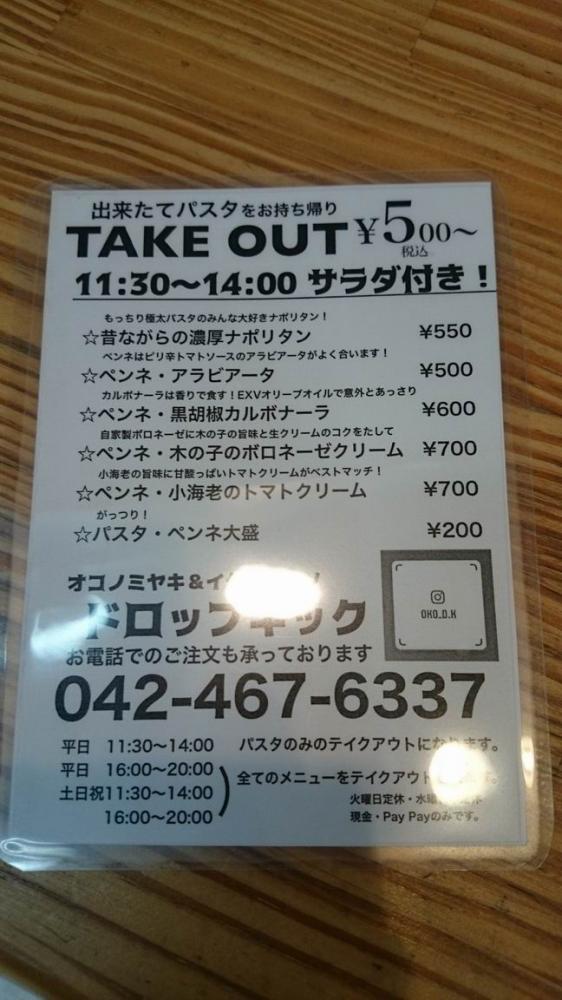 出来たてパスタをお持ち帰り
TAKE OUT ¥500〜
税込
11:30〜14:00 サラダ付き！
もっちり極太パスタのみんな大好きナポリタン！
☆昔ながらの濃厚ナポリタン ¥550
ペンネはピリ辛トマトソースのアラビアータがよく合います！
☆ペンネ・アラビアータ ¥500
カルボナーラは香りで食す！EXVオリーブオイルで意外とあっさり
☆ペンネ・黒胡椒カルボナーラ ¥600
自家製ボロネーゼに木の子の旨味と生クリームのコクをたして
☆ペンネ・木の子のボロネーゼクリーム ¥700
小海老の旨味に甘酸っぱいトマトクリームがベストマッチ！
☆ペンネ・小海老のトマトクリーム ¥700
がっつり！
☆パスタ・ペンネ大盛 ¥200
オコノミヤキ＆イ
ドロップキック
OKO.D.K
お電話でのご注文も承っております
042-467-6337
平日 11:30〜14:00 パスタのみのテイクアウトになります。
平日 16:00〜20:00
全てのメニューをテイクアウト
土日祝11:30〜14:00
16:00〜20:00
火曜日定休・水曜
現金・Pay Payのみです。